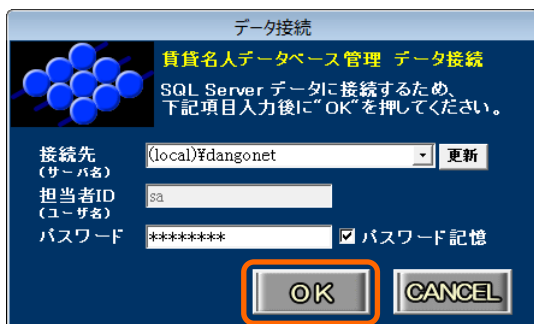 データ接続
賃貸名人データベース管理 データ接続
SQL Server データに接続するため、
下記項目入力後に"OK"を押してください。
接続先 (local)¥dangonet 更新
(サーバ名)
担当者ID sa
(ユーザ名)
パスワード ******** パスワード記憶
OK CANCEL